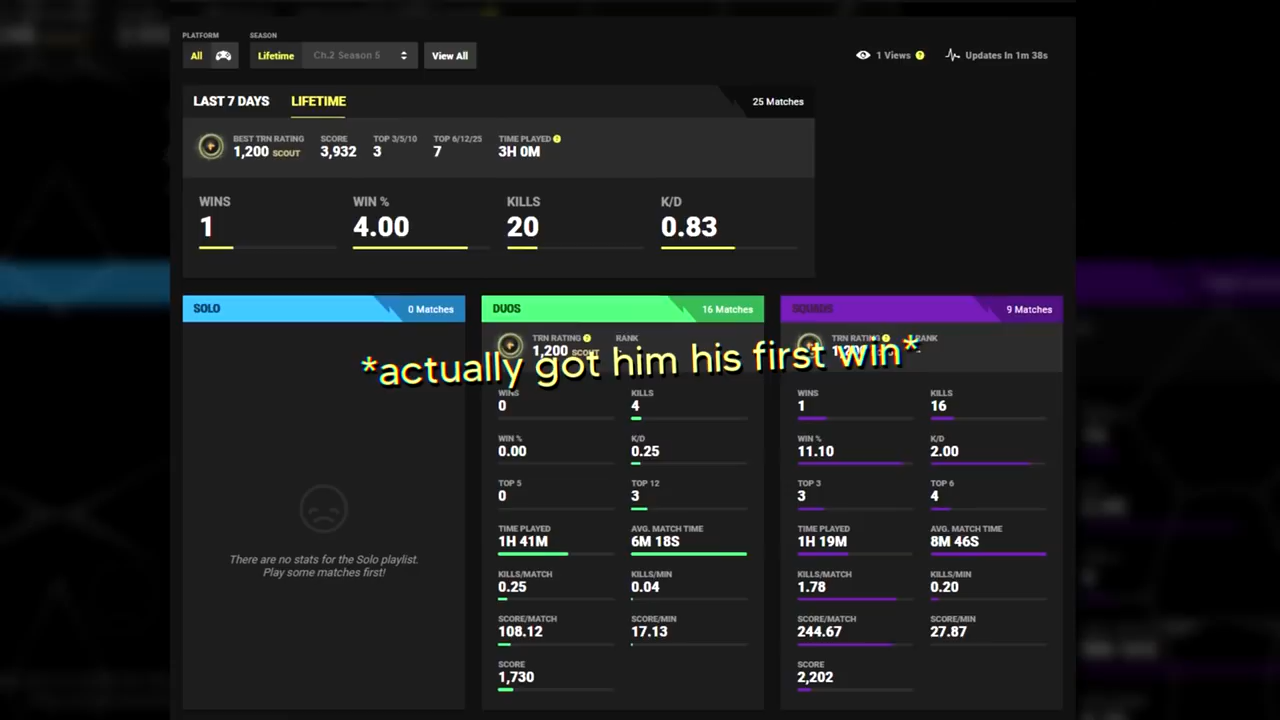 PLATFORM
SEASON
All
Lifetime
Ch.2 Season 5
View All
1 Views
Updates In 1m 38s
LAST 7 DAYS
LIFETIME
25 Matches
BEST TRN RATING
1,200 SCOUT
SCORE
3,932
TOP 3/5/10
3
TOP 6/12/25
7
TIME PLAYED
3H 0M
WINS
1
WIN %
4.00
KILLS
20
K/D
0.83
SOLO
0 Matches
There are no stats for the Solo playlist.
Play some matches first!
DUOS
16 Matches
TRN RATING
1,200 SCOUT
RANK
*actually got him his first win*
WINS
0
KILLS
4
WIN %
0.00
K/D
0.25
TOP 5
0
TOP 12
3
TIME PLAYED
1H 41M
AVG. MATCH TIME
6M 18S
KILLS/MATCH
0.25
KILLS/MIN
0.04
SCORE/MATCH
108.12
SCORE/MIN
17.13
SCORE
1,730
SQUADS
9 Matches
TRN RATING
RANK
WINS
1
KILLS
16
WIN %
11.10
K/D
2.00
TOP 3
3
TOP 6
4
TIME PLAYED
1H 19M
AVG. MATCH TIME
8M 46S
KILLS/MATCH
1.78
KILLS/MIN
0.20
SCORE/MATCH
244.67
SCORE/MIN
27.87
SCORE
2,202